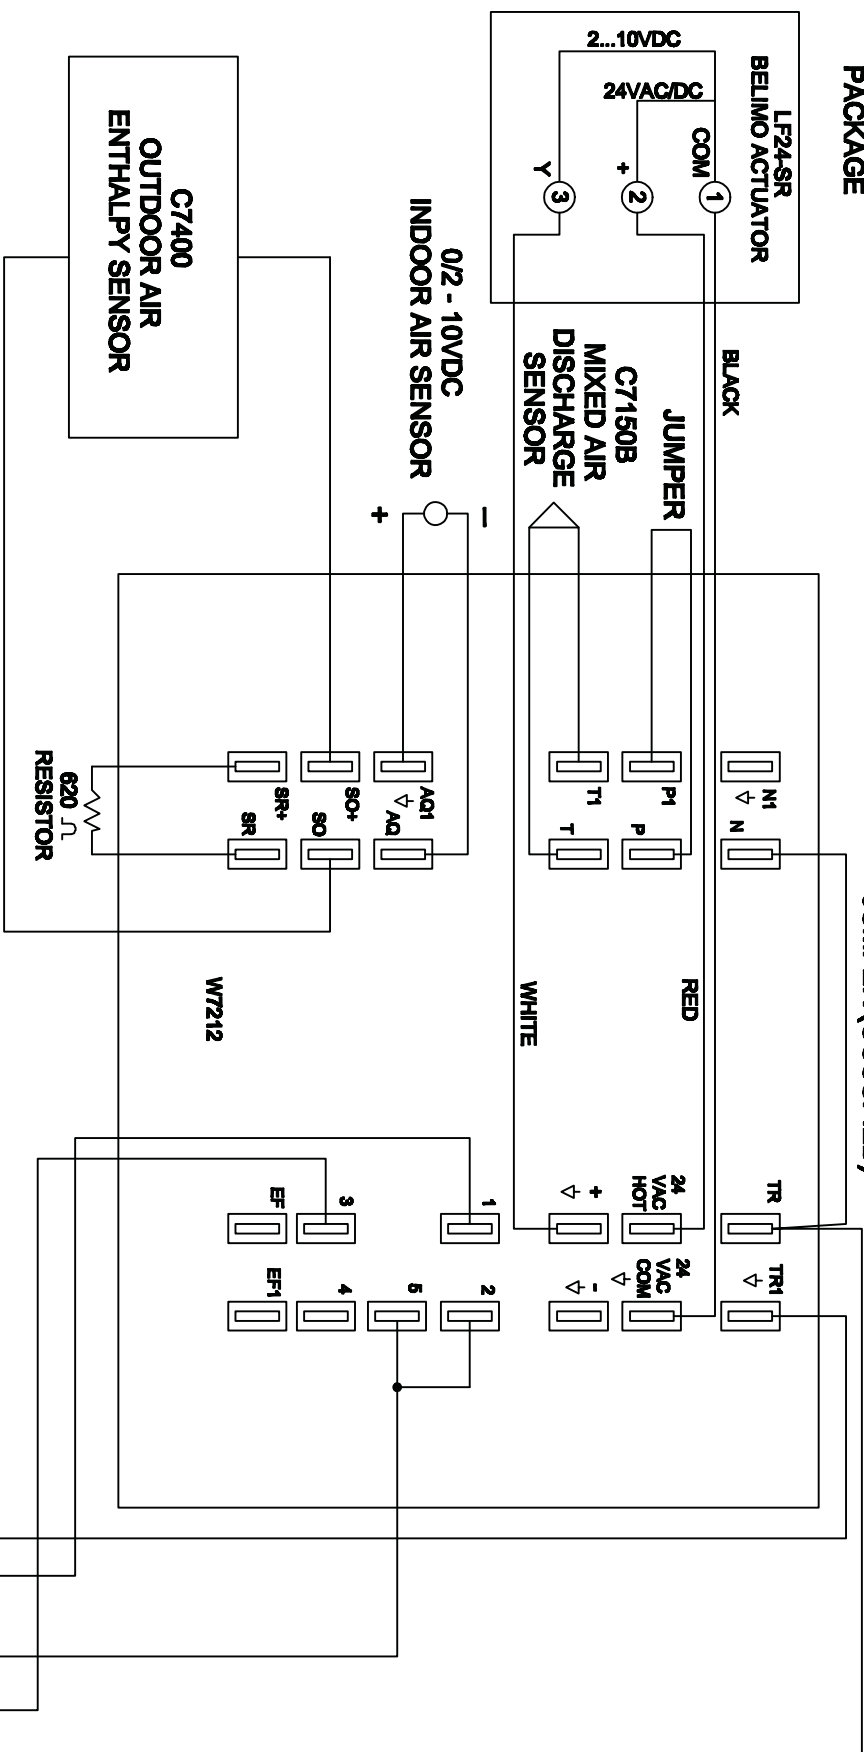 PACKAGE
LF24-SR
BELIMO ACTUATOR
2...10VDC
24VAC/DC
COM
+
Y
1
2
3
BLACK
JUMPER
C7150B
MIXED AIR
DISCHARGE
SENSOR
0/2 - 10VDC
INDOOR AIR SENSOR
−
+
C7400
OUTDOOR AIR
ENTHALPY SENSOR
N1
N
P1
P
T1
T
AQ1
AQ
SO+
SO
SR+
SR
620
RESISTOR
RED
WHITE
W7212
TR
TR1
24
VAC
HOT
24
VAC
COM
+
-
1
2
5
3
4
EF
EF1